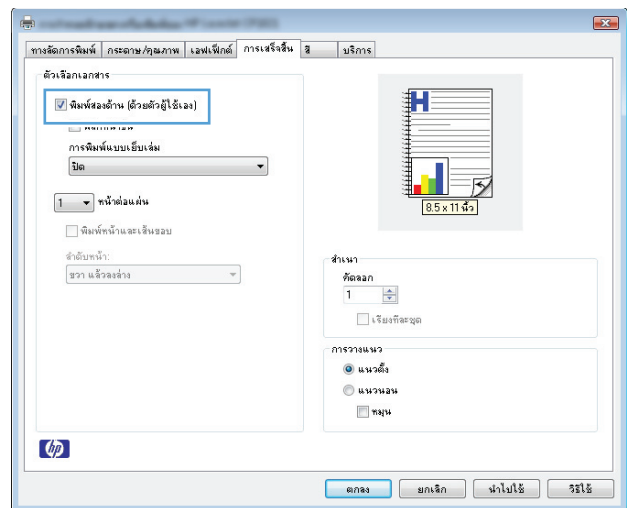 ทางลัดการพิมพ์
กระดาษ/คุณภาพ
เอฟเฟ็กต์
การเสร็จสิ้น
สี
บริการ
ตัวเลือกเอกสาร
พิมพ์สองด้าน (ด้วยตัวผู้ใช้เอง)
การพิมพ์แบบเย็บเล่ม
ปิด
1 หน้าต่อแผ่น
พิมพ์หน้าและเส้นขอบ
ลำดับหน้า:
ขวา แล้วลงล่าง
H
8.5 x 11 นิ้ว
สำเนา
คัดลอก
1
เรียงทีละชุด
การวางแนว
แนวตั้ง
แนวนอน
หมุน
hp
ตกลง
ยกเลิก
นำไปใช้
วิธีใช้